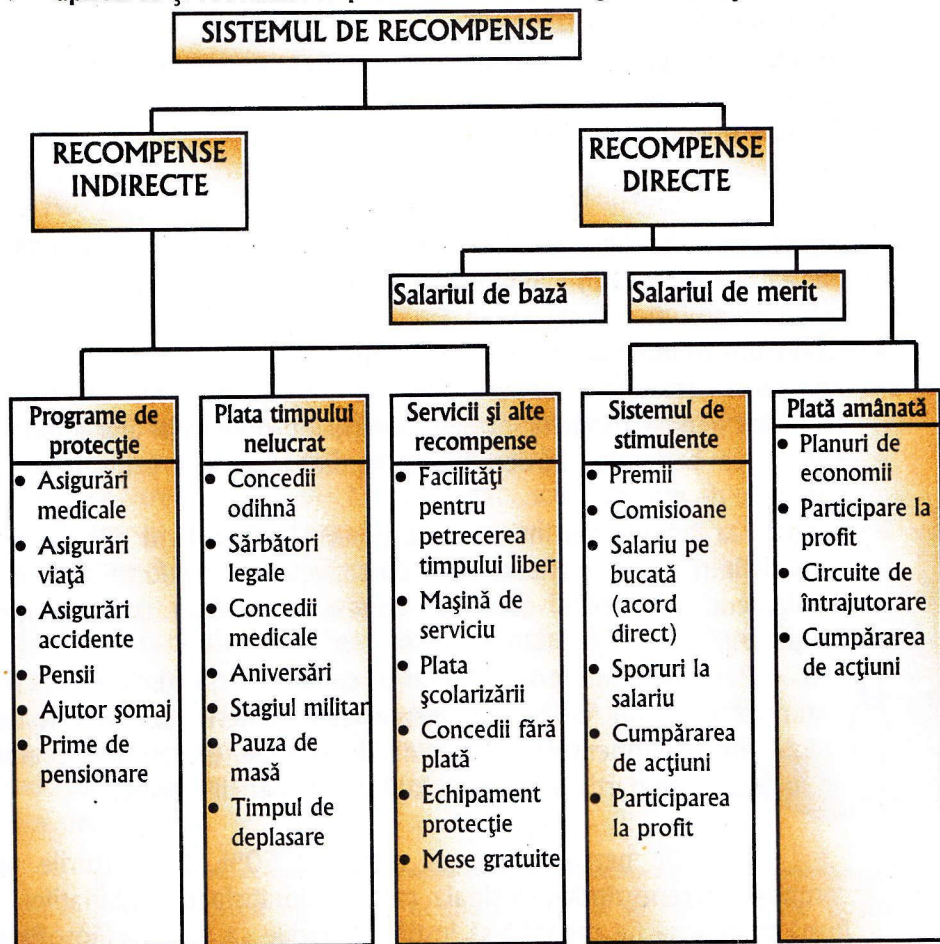 SISTEMUL DE RECOMPENSE
RECOMPENSE
INDIRECTE
RECOMPENSE
DIRECTE
Salariul de bază
Salariul de merit
Programe de
protecţie
• Asigurări
medicale
• Asigurări
viaţă
• Asigurări
accidente
• Pensii
• Ajutor şomaj
• Prime de
pensionare
Plata timpului
nelucrat
• Concedii
odihnă
• Sărbători
legale
• Concedii
medicale
• Aniversări
• Stagiul militar
• Pauza de
masă
• Timpul de
deplasare
Servicii şi alte
recompense
• Facilităţi
pentru
petrecerea
timpului liber
• Maşină de
serviciu
• Plata
şcolarizării
• Concedii fără
plată
• Echipament
protecţie
• Mese gratuite
Sistemul de
stimulente
• Premii
• Comisioane
• Salariu pe
bucată
(acord
direct)
• Sporuri la
salariu
• Cumpărarea
de acţiuni
• Participarea
la profit
Plată amânată
• Planuri de
economii
• Participare la
profit
• Circuite de
întrajutorare
• Cumpărarea
de acţiuni